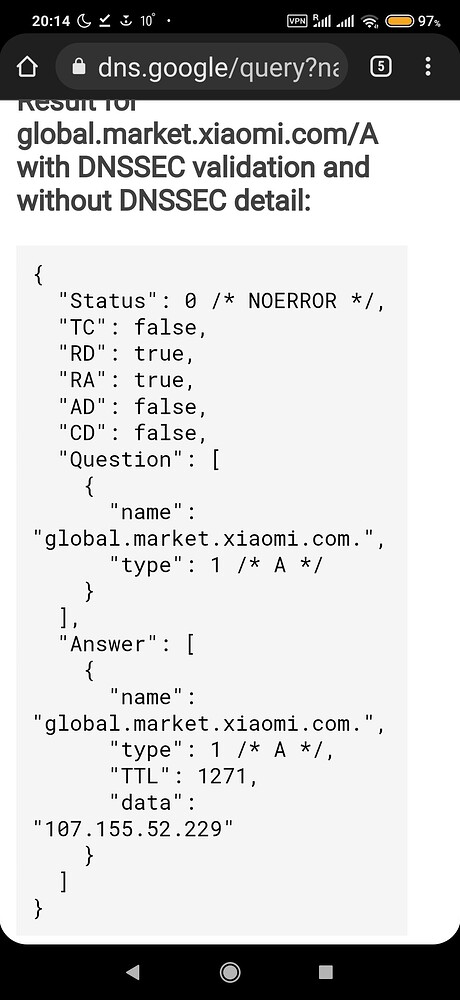 20:14 10° VPN R 97%
dns.google/query?na 5
Result for
global.market.xiaomi.com/A
with DNSSEC validation and
without DNSSEC detail:
{
"Status": 0 /* NOERROR */,
"TC": false,
"RD": true,
"RA": true,
"AD": false,
"CD": false,
"Question": [
{
"name":
"global.market.xiaomi.com.",
"type": 1 /* A */
}
],
"Answer": [
{
"name":
"global.market.xiaomi.com.",
"type": 1 /* A */,
"TTL": 1271,
"data":
"107.155.52.229"
}
]
}